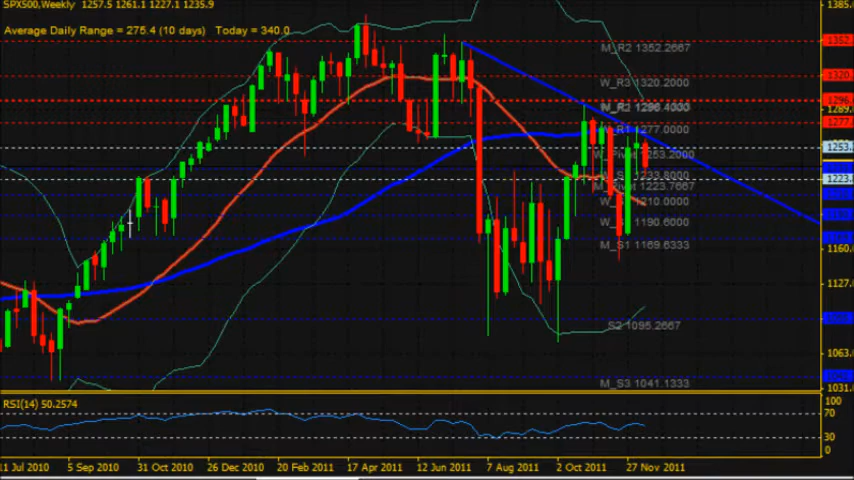 SPX500,Weekly 1257.5 1261.1 1227.1 1235.9
1385.
Average Daily Range = 275.4 (10 days) Today = 340.0
M_R2 1352.2667
1352.
W_R3 1320.2000
1320.
1289.
R1 1277.0000
1277.
W_Pivot 1253.2000
1253.
1233.8000
M_Pivot 1223.7667
1223.
1210.0000
1190.6000
M_S1 1169.6333
1160.
1127.
S2 1095.2667
1063.
M_S3 1041.1333
1031.
RSI(14) 50.2574
100
70
30
0
11 Jul 2010
5 Sep 2010
31 Oct 2010
26 Dec 2010
20 Feb 2011
17 Apr 2011
12 Jun 2011
7 Aug 2011
2 Oct 2011
27 Nov 2011